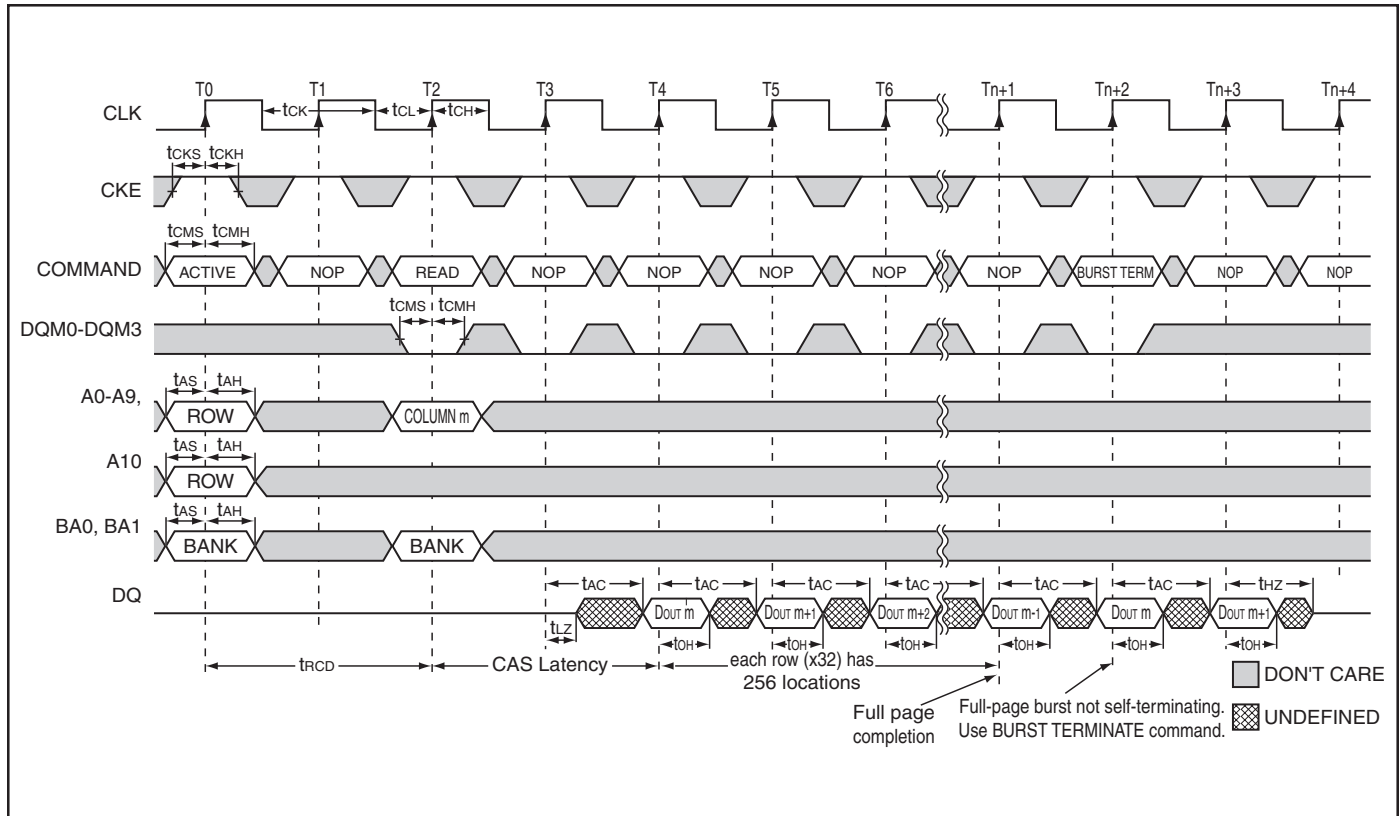 T0 T1 T2 T3 T4 T5 T6 Tn+1 Tn+2 Tn+3 Tn+4
CLK
tCK tCL tCH
tCKS tCKH
CKE
tCMS tCMH
COMMAND
ACTIVE NOP READ NOP NOP NOP NOP NOP BURST TERM NOP NOP
tCMS tCMH
DQM0-DQM3
tAS tAH
A0-A9,
ROW COLUMN m
tAS tAH
A10
ROW
tAS tAH
BA0, BA1
BANK BANK
tAC tAC tAC tAC tAC tAC tHZ
DQ
DOUT m DOUT m+1 DOUT m+2 DOUT m-1 DOUT m DOUT m+1
tLZ
tOH tOH tOH tOH tOH tOH
tRCD CAS Latency
each row (x32) has
256 locations
Full page
completion
Full-page burst not self-terminating.
Use BURST TERMINATE command.
DON'T CARE
UNDEFINED